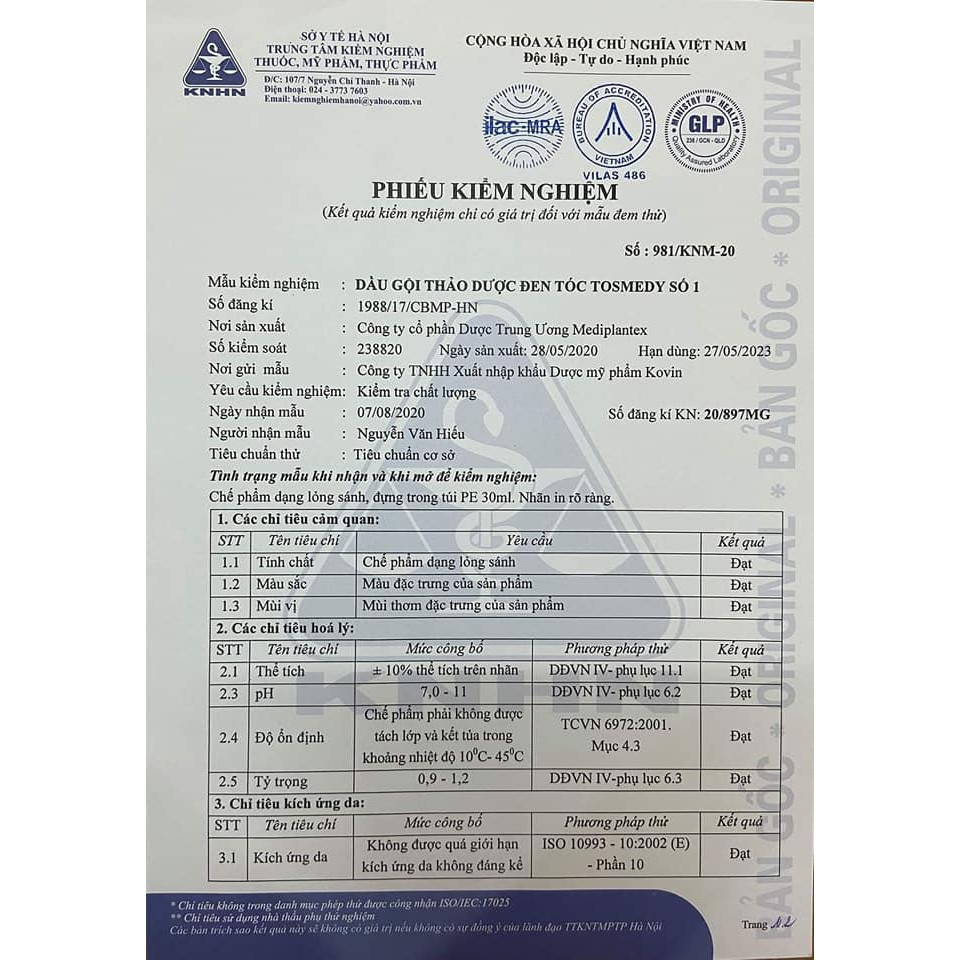 SỞ Y TẾ HÀ NỘI
TRUNG TÂM KIỂM NGHIỆM
THUỐC, MỸ PHẨM, THỰC PHẨM
Đ/C: 107/7 Nguyễn Chí Thanh - Hà Nội
Điện thoại: 024 - 3773 7603
Email: kiemnghiemhanoi@yahoo.com.vn
KNHN
CỘNG HÒA XÃ HỘI CHỦ NGHĨA VIỆT NAM
Độc lập - Tự do - Hạnh phúc
ilac-MRA
BUREAU OF ACCREDITATION
VIETNAM
VILAS 486
MINISTRY OF HEALTH
GLP
236 / GCN - QLD
Quality Assured Laboratory
PHIẾU KIỂM NGHIỆM
(Kết quả kiểm nghiệm chỉ có giá trị đối với mẫu đem thử)
Số : 981/KNM-20
Mẫu kiểm nghiệm : DẦU GỘI THẢO DƯỢC ĐEN TÓC TOSMEDY SỐ 1
Số đăng kí : 1988/17/CBMP-HN
Nơi sản xuất : Công ty cổ phần Dược Trung Ương Mediplantex
Số kiểm soát : 238820 Ngày sản xuất: 28/05/2020 Hạn dùng: 27/05/2023
Nơi gửi mẫu : Công ty TNHH Xuất nhập khẩu Dược mỹ phẩm Kovin
Yêu cầu kiểm nghiệm: Kiểm tra chất lượng
Ngày nhận mẫu : 07/08/2020 Số đăng kí KN: 20/897MG
Người nhận mẫu : Nguyễn Văn Hiếu
Tiêu chuẩn thử : Tiêu chuẩn cơ sở
Tình trạng mẫu khi nhận và khi mở để kiểm nghiệm:
Chế phẩm dạng lỏng sánh, đựng trong túi PE 30ml. Nhãn in rõ ràng.
1. Các chỉ tiêu cảm quan:
STT Tên tiêu chí Yêu cầu Kết quả
1.1 Tính chất Chế phẩm dạng lỏng sánh Đạt
1.2 Màu sắc Màu đặc trưng của sản phẩm Đạt
1.3 Mùi vị Mùi thơm đặc trưng của sản phẩm Đạt
2. Các chỉ tiêu hoá lý:
STT Tên tiêu chí Mức công bố Phương pháp thử Kết quả
2.1 Thể tích ± 10% thể tích trên nhãn DĐVN IV- phụ lục 11.1 Đạt
2.3 pH 7,0 - 11 DĐVN IV- phụ lục 6.2 Đạt
2.4 Độ ổn định Chế phẩm phải không được tách lớp và kết tủa trong khoảng nhiệt độ 10⁰C- 45⁰C TCVN 6972:2001. Mục 4.3 Đạt
2.5 Tỷ trọng 0,9 - 1,2 DĐVN IV-phụ lục 6.3 Đạt
3. Chỉ tiêu kích ứng da:
STT Tên tiêu chí Mức công bố Phương pháp thử Kết quả
3.1 Kích ứng da Không được quá giới hạn kích ứng da không đáng kể ISO 10993 - 10:2002 (E) - Phần 10 Đạt
KNHN
BẢN GỐC * ORIGINAL * BẢN GỐC * ORIGINAL
* Chỉ tiêu không trong danh mục phép thử được công nhận ISO/IEC:17025
** Chỉ tiêu sử dụng nhà thầu phụ thử nghiệm
Các bản trích sao kết quả này sẽ không có giá trị nếu không có sự đồng ý của lãnh đạo TTKNTMPTP Hà Nội
Trang